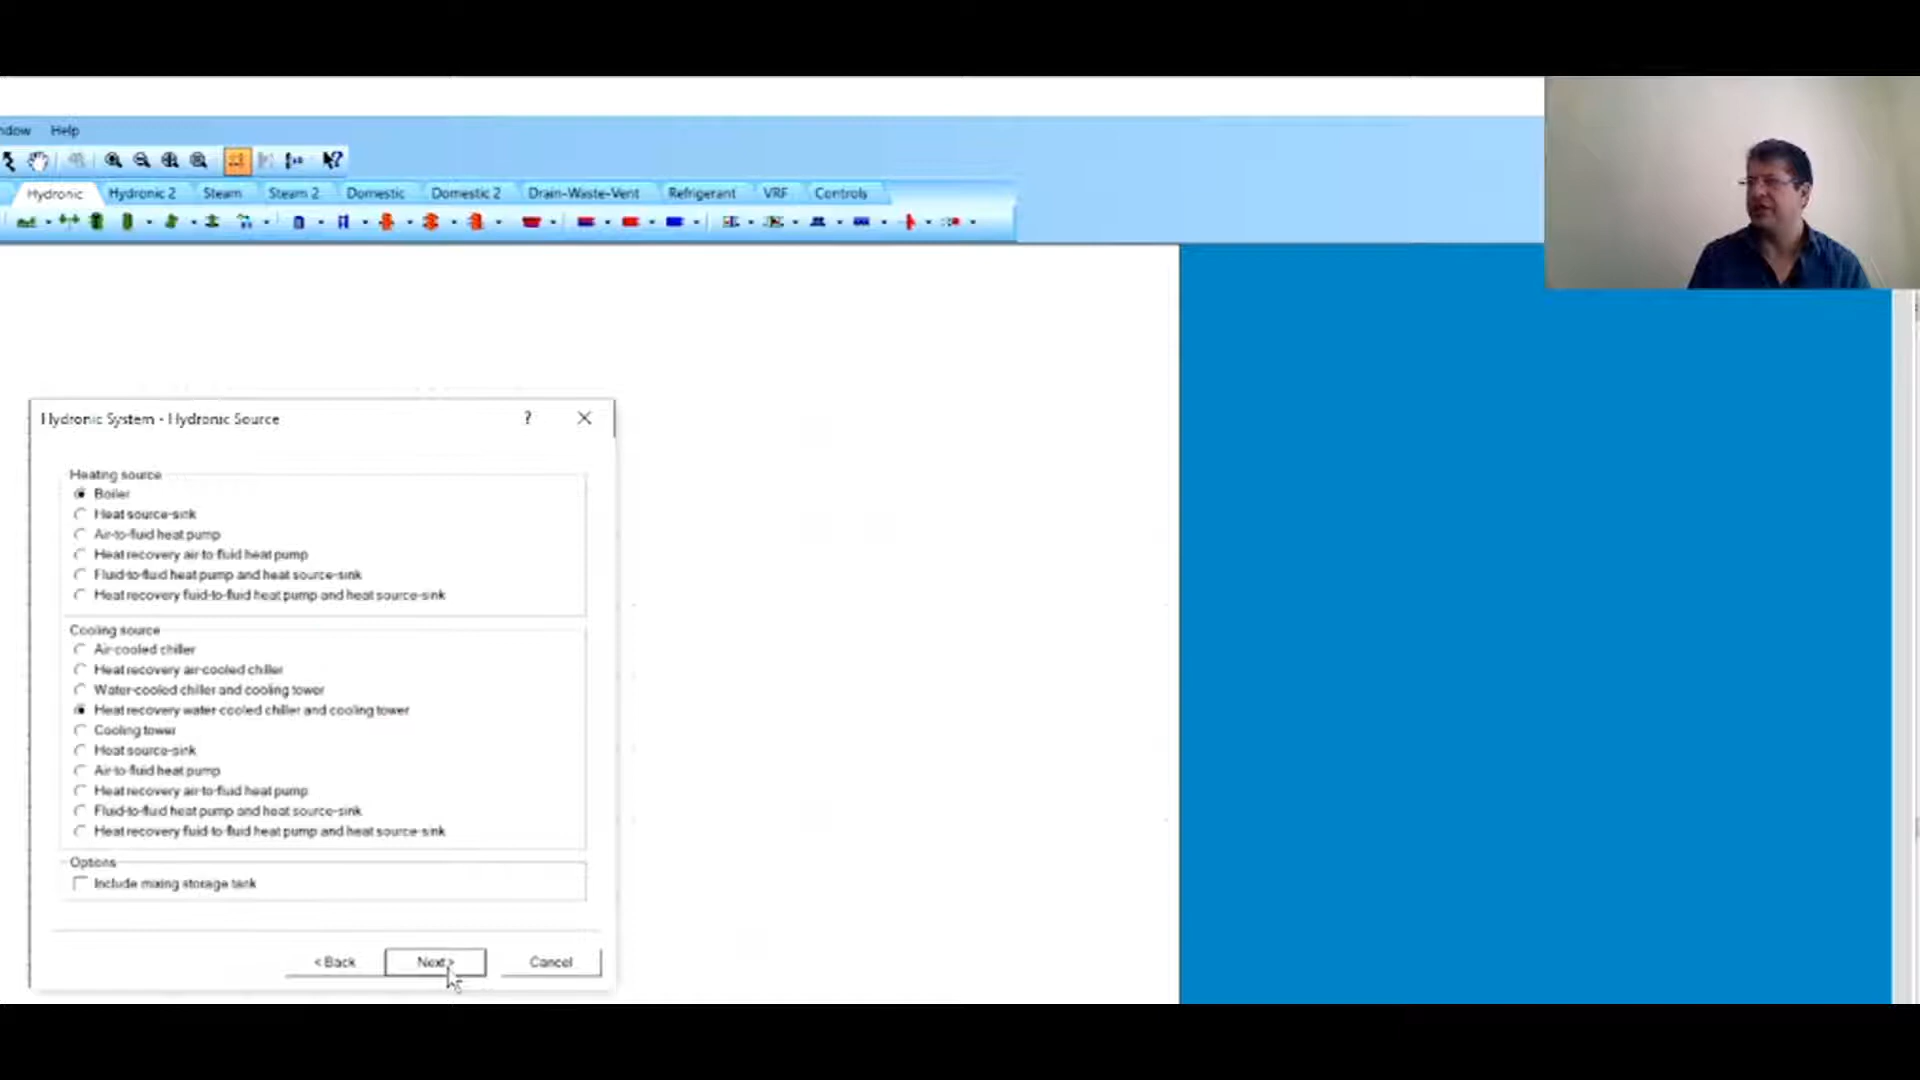 ndow Help
Hydronic Hydronic 2 Steam Steam 2 Domestic Domestic 2 Drain-Waste-Vent Refrigerant VRF Controls
Hydronic System - Hydronic Source ?
Heating source
Boiler
Heat source-sink
Air-to-fluid heat pump
Heat recovery air-to-fluid heat pump
Fluid-to-fluid heat pump and heat source-sink
Heat recovery fluid-to-fluid heat pump and heat source-sink
Cooling source
Air-cooled chiller
Heat recovery air-cooled chiller
Water-cooled chiller and cooling tower
Heat recovery water-cooled chiller and cooling tower
Cooling tower
Heat source-sink
Air-to-fluid heat pump
Heat recovery air-to-fluid heat pump
Fluid-to-fluid heat pump and heat source-sink
Heat recovery fluid-to-fluid heat pump and heat source-sink
Options
Include mixing storage tank
< Back Next > Cancel